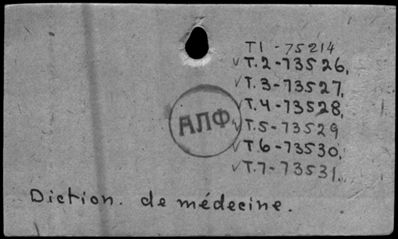 T1-75214
√T.2-73526,
√T.3-73527,
√T.4-73528,
√T.5-73529
√T.6-73530,
√T.7-73531.
АЛФ.
Diction. de médecine.